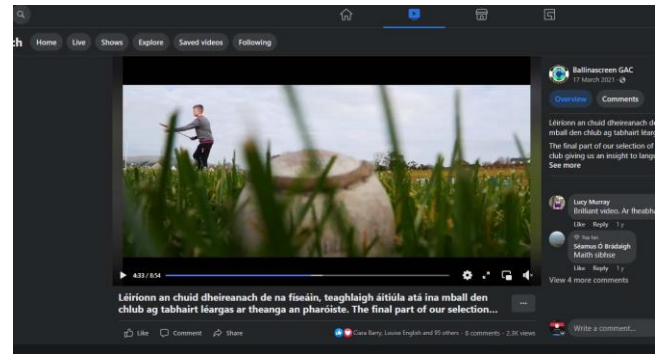 h Home Live Shows Explore Saved videos Following
4:33 / 8:54
Léiríonn an chuid dheireanach de na físeáin, teaghlaigh áitiúla atá ina mball den
chlub ag tabhairt léargas ar theanga an pharóiste. The final part of our selection...
Like Comment Share
Ciara Barry, Louise English and 95 others · 8 comments · 2.3K views
Ballinascreen GAC
17 March 2021
Overview Comments
Léiríonn an chuid dheireanach de
mball den chlub ag tabhairt léarg
The final part of our selection of
club giving us an insight to langu
See more
Lucy Murray
Brilliant video. Ar fheabha
Like Reply 1y
Top fan
Séamus Ó Brádaigh
Maith sibhse
Like Reply 1y
View 4 more comments
Write a comment...